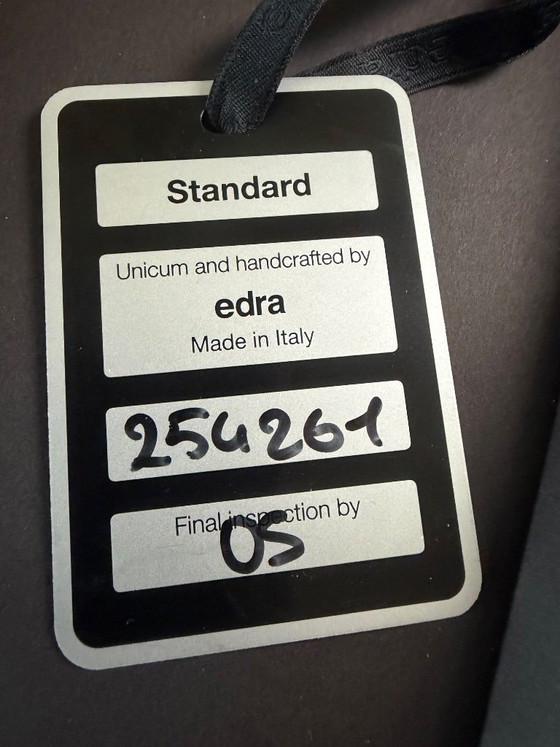 Standard
Unicum and handcrafted by
edra
Made in Italy
254261
Final inspection by
OS